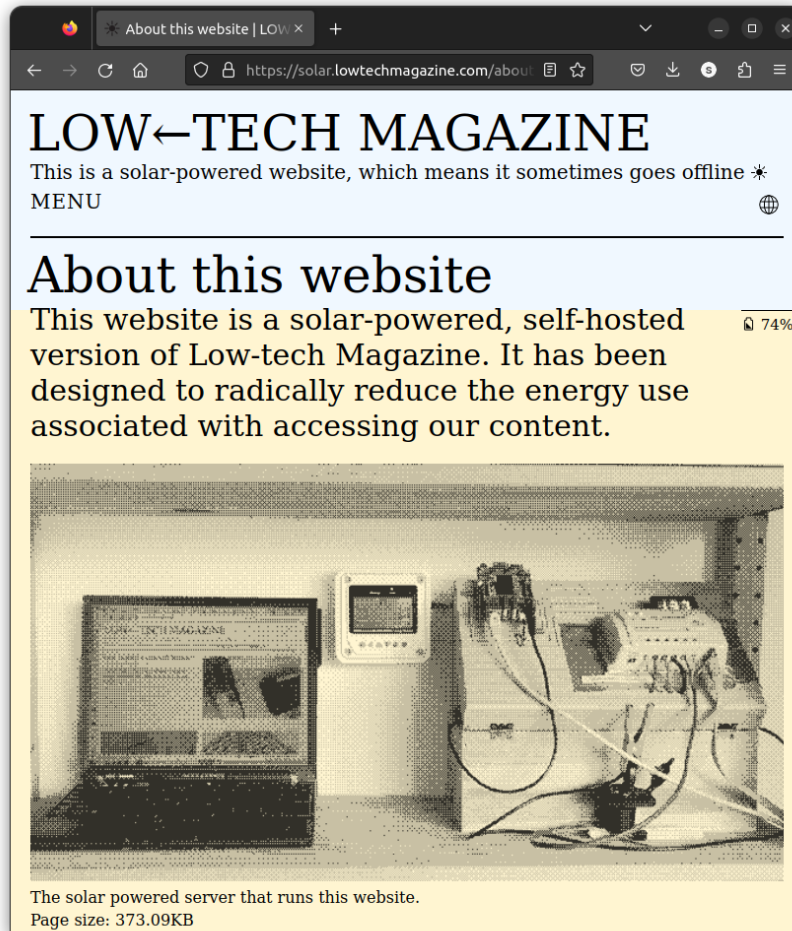 About this website | LOW
https://solar.lowtechmagazine.com/about
S
LOW←TECH MAGAZINE
This is a solar-powered website, which means it sometimes goes offline ☀
MENU
About this website
74%
This website is a solar-powered, self-hosted
version of Low-tech Magazine. It has been
designed to radically reduce the energy use
associated with accessing our content.
LOW←TECH MAGAZINE
The solar powered server that runs this website.
Page size: 373.09KB